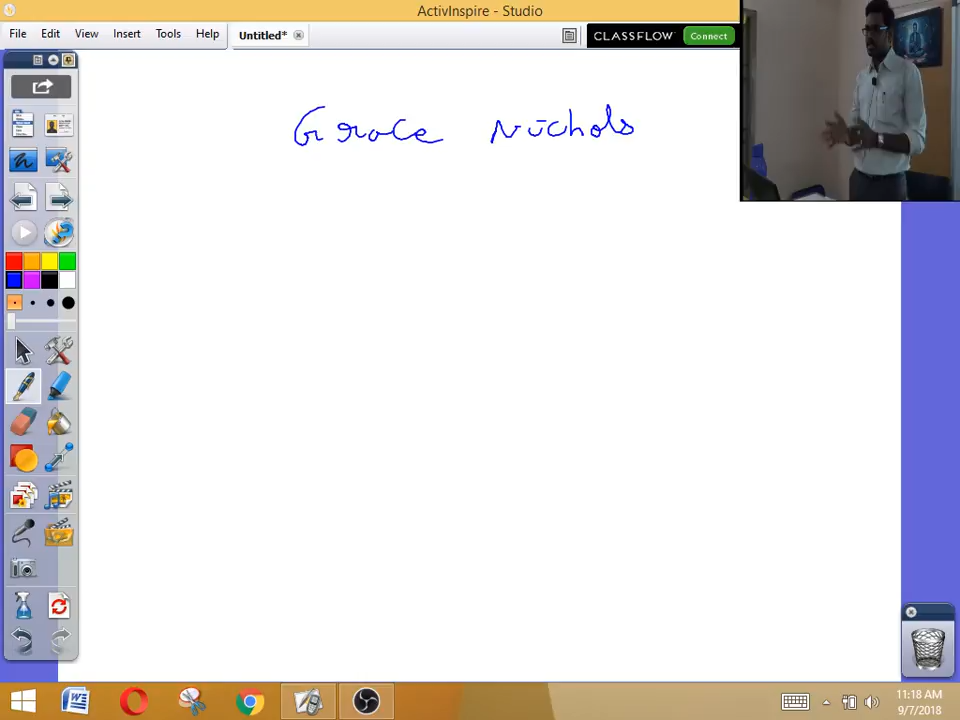 ActivInspire - Studio
File Edit View Insert Tools Help Untitled* CLASSFLOW Connect
Grace Nichols
11:18 AM
9/7/2018